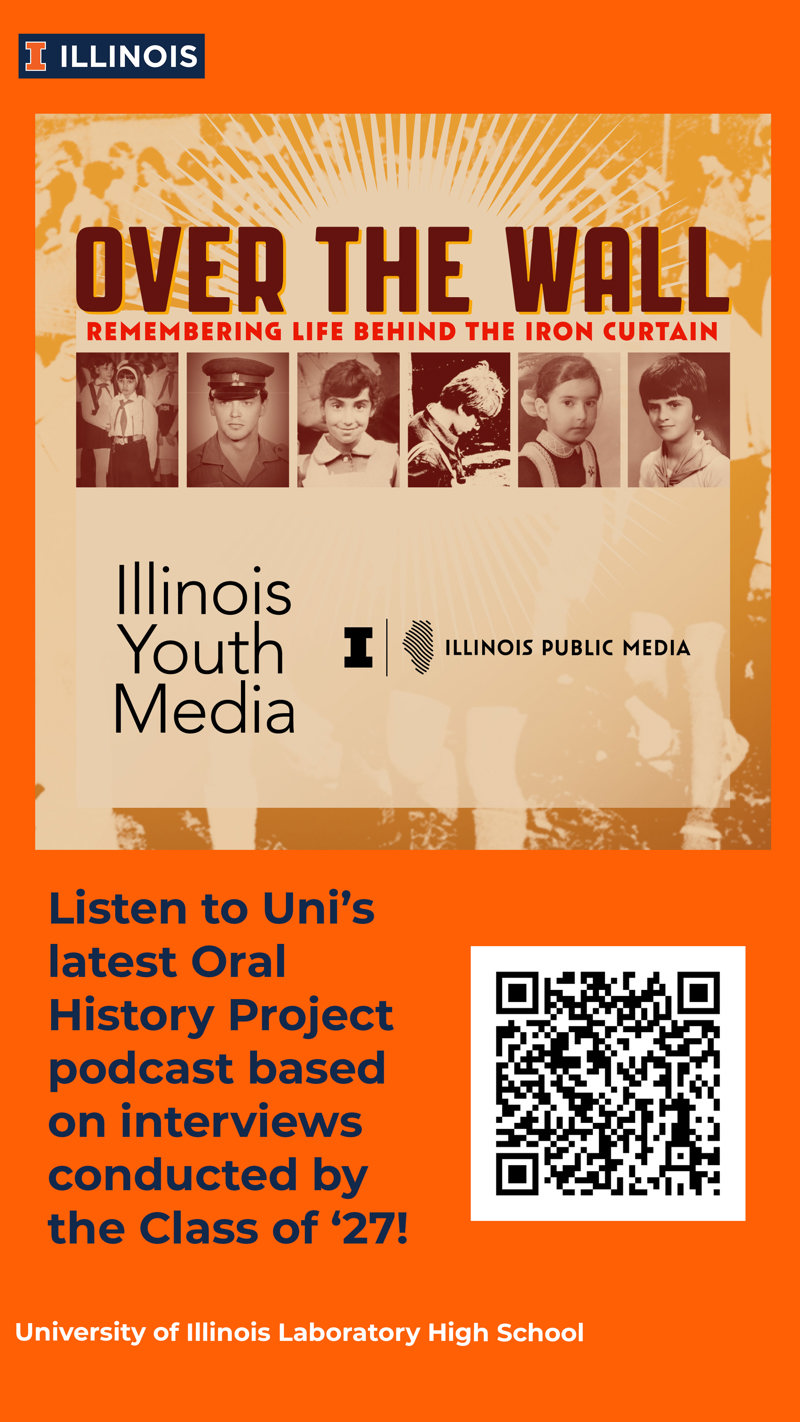 I ILLINOIS
OVER THE WALL
REMEMBERING LIFE BEHIND THE IRON CURTAIN
Illinois
Youth
Media
I ILLINOIS PUBLIC MEDIA
Listen to Uni’s
latest Oral
History Project
podcast based
on interviews
conducted by
the Class of ‘27!
University of Illinois Laboratory High School